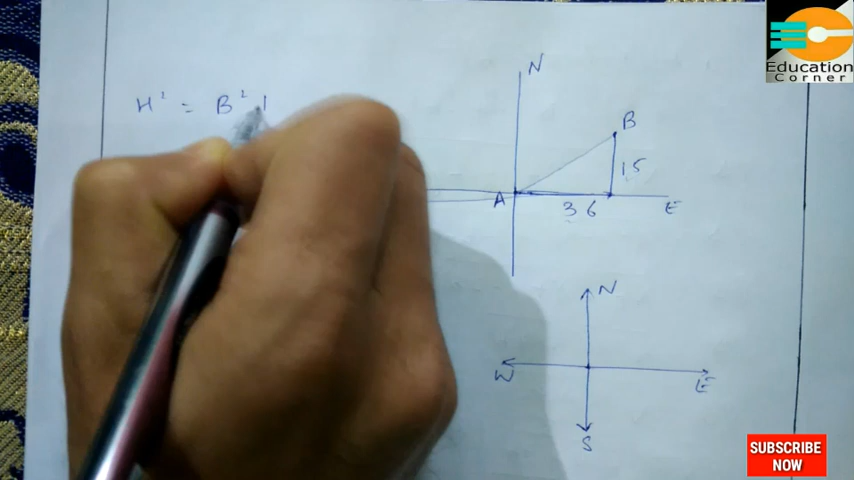 Education
Corner
N
H² = B²
B
15
A
36
E
N
W
E
S
SUBSCRIBE
NOW